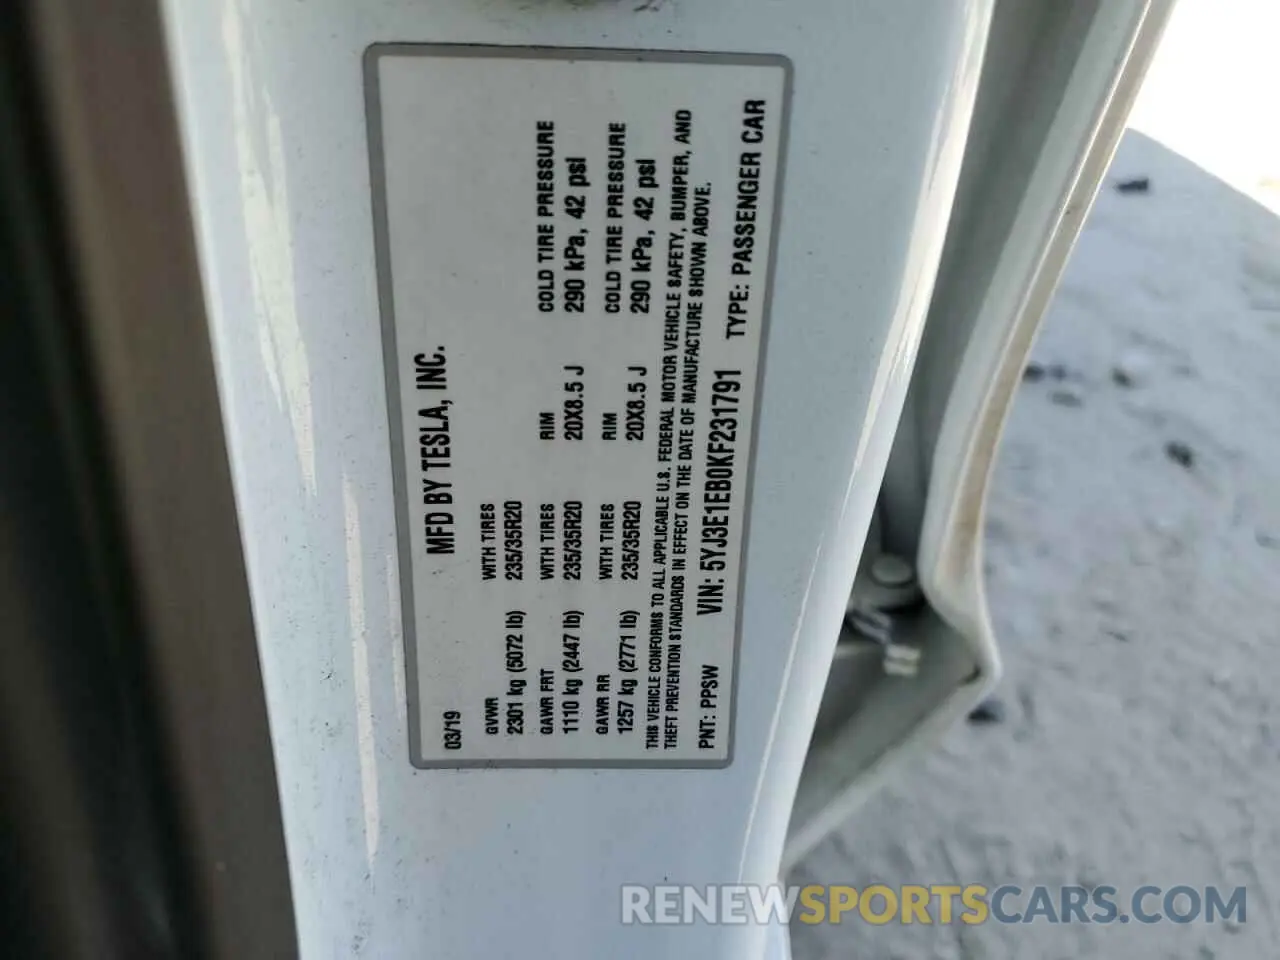 03/19 MFD BY TESLA, INC.
GVWR WITH TIRES
2301 kg (5072 lb) 235/35R20
GAWR FRT WITH TIRES RIM COLD TIRE PRESSURE
1110 kg (2447 lb) 235/35R20 20X8.5 J 290 kPa, 42 psi
GAWR RR WITH TIRES RIM COLD TIRE PRESSURE
1257 kg (2771 lb) 235/35R20 20X8.5 J 290 kPa, 42 psi
THIS VEHICLE CONFORMS TO ALL APPLICABLE U.S. FEDERAL MOTOR VEHICLE SAFETY, BUMPER, AND
THEFT PREVENTION STANDARDS IN EFFECT ON THE DATE OF MANUFACTURE SHOWN ABOVE.
PNT: PPSW VIN: 5YJ3E1EB0KF231791 TYPE: PASSENGER CAR
RENEWSPORTSCARS.COM